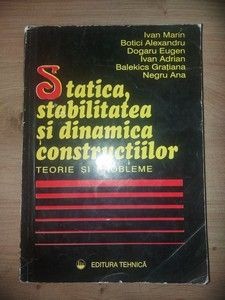 Ivan Marin
Botici Alexandru
Dogaru Eugen
Ivan Adrian
Balekics Grațiana
Negru Ana
Statica,
stabilitatea
și dinamica
construcțiilor
TEORIE ȘI PROBLEME
EDITURA TEHNICĂ